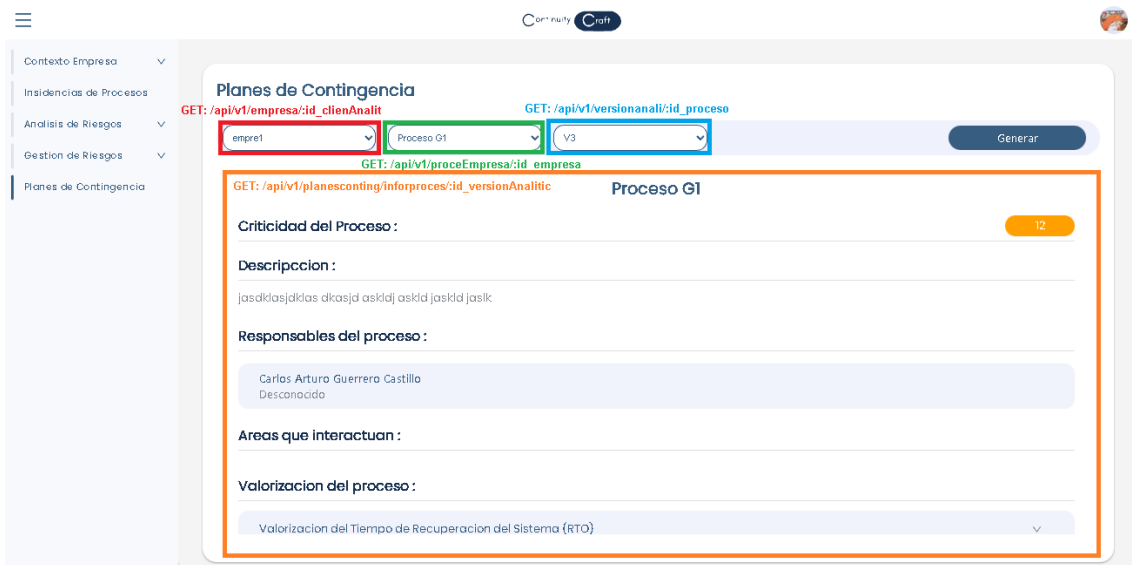 Continuity Craft
Contexto Empresa
Insidencias de Procesos
Analisis de Riesgos
Gestion de Riesgos
Planes de Contingencia
Planes de Contingencia
GET: /api/v1/empresa/:id_clienAnalit
GET: /api/v1/versionanali/:id_proceso
empre1
Proceso G1
V3
Generar
GET: /api/v1/proceEmpresa/:id_empresa
GET: /api/v1/planesconting/inforproces/:id_versionAnalitic
Proceso G1
Criticidad del Proceso :
12
Descripccion :
jasdklasjdklas dkasjd askldj askld jaskld jaslk
Responsables del proceso :
Carlos Arturo Guerrero Castillo
Desconocido
Areas que interactuan :
Valorizacion del proceso :
Valorizacion del Tiempo de Recuperacion del Sistema (RTO)